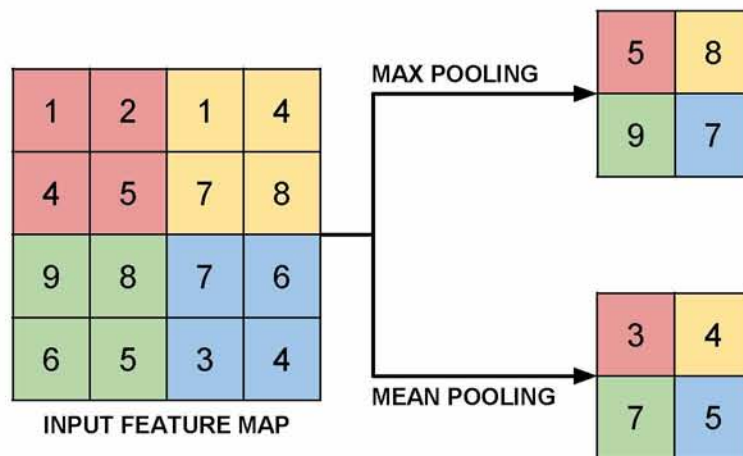 5 8
MAX POOLING
9 7
1 2 1 4
4 5 7 8
9 8 7 6
6 5 3 4
INPUT FEATURE MAP
3 4
MEAN POOLING
7 5